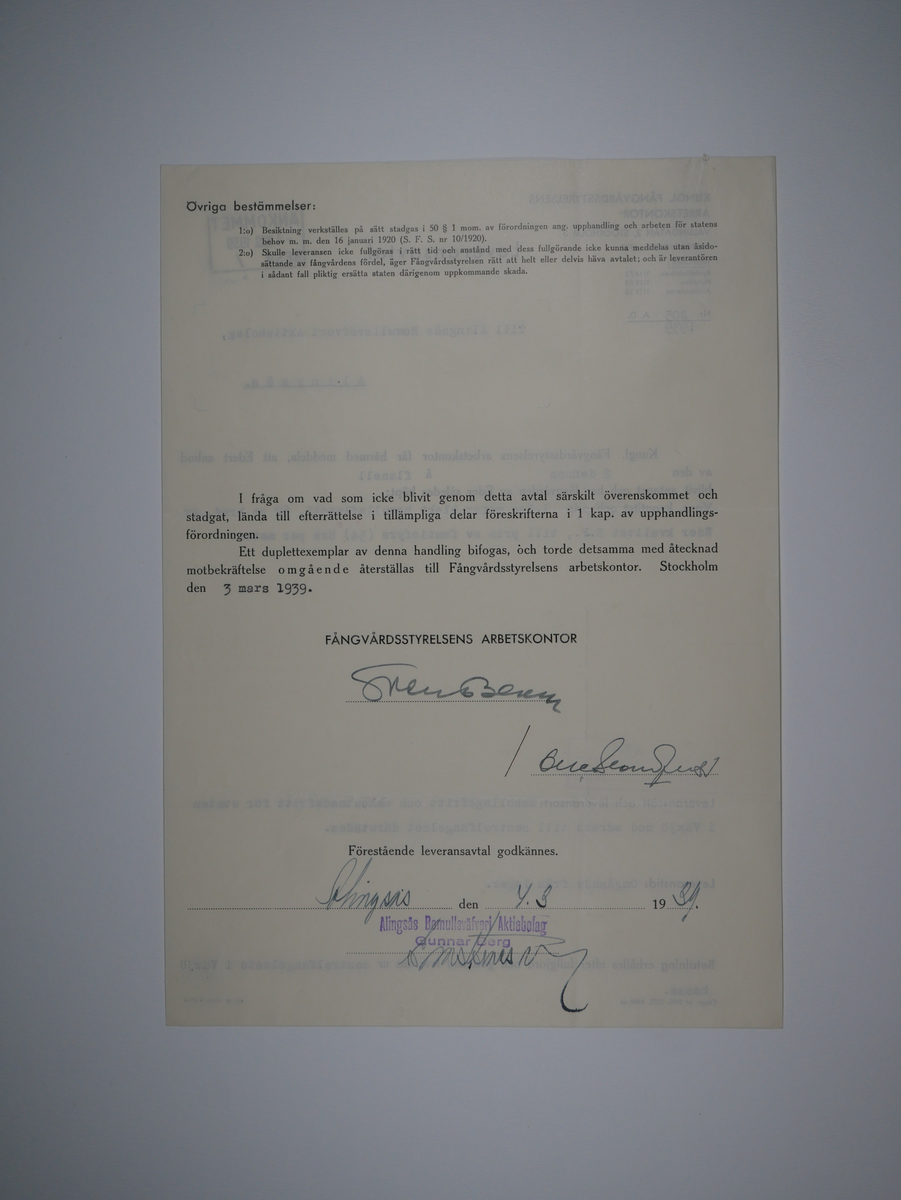 Övriga bestämmelser:
1:o) Besiktning verkställes på sätt stadgas i 50 § 1 mom. av förordningen ang. upphandling och arbeten för statens
behov m. m. den 16 januari 1920 (S. F. S. nr 10/1920).
2:o) Skulle leveransen icke fullgöras i rätt tid och anstånd med dess fullgörande icke kunna meddelas utan åsido-
sättande av fångvårdens fördel, äger Fångvårdsstyrelsen rätt att helt eller delvis häva avtalet; och är leverantören
i sådant fall pliktig ersätta staten därigenom uppkommande skada.
I fråga om vad som icke blivit genom detta avtal särskilt överenskommet och
stadgat, lända till efterrättelse i tillämpliga delar föreskrifterna i 1 kap. av upphandlings-
förordningen.
Ett duplettexemplar av denna handling bifogas, och torde detsamma med åtecknad
motbekräftelse omgående återställas till Fångvårdsstyrelsens arbetskontor. Stockholm
den 3 mars 1939.
FÅNGVÅRDSSTYRELSENS ARBETSKONTOR
Förestående leveransavtal godkännes.
Alingsås den 4.3 1939.
Alingsås Bomullsväfveri Aktiebolag
Gunnar Berg